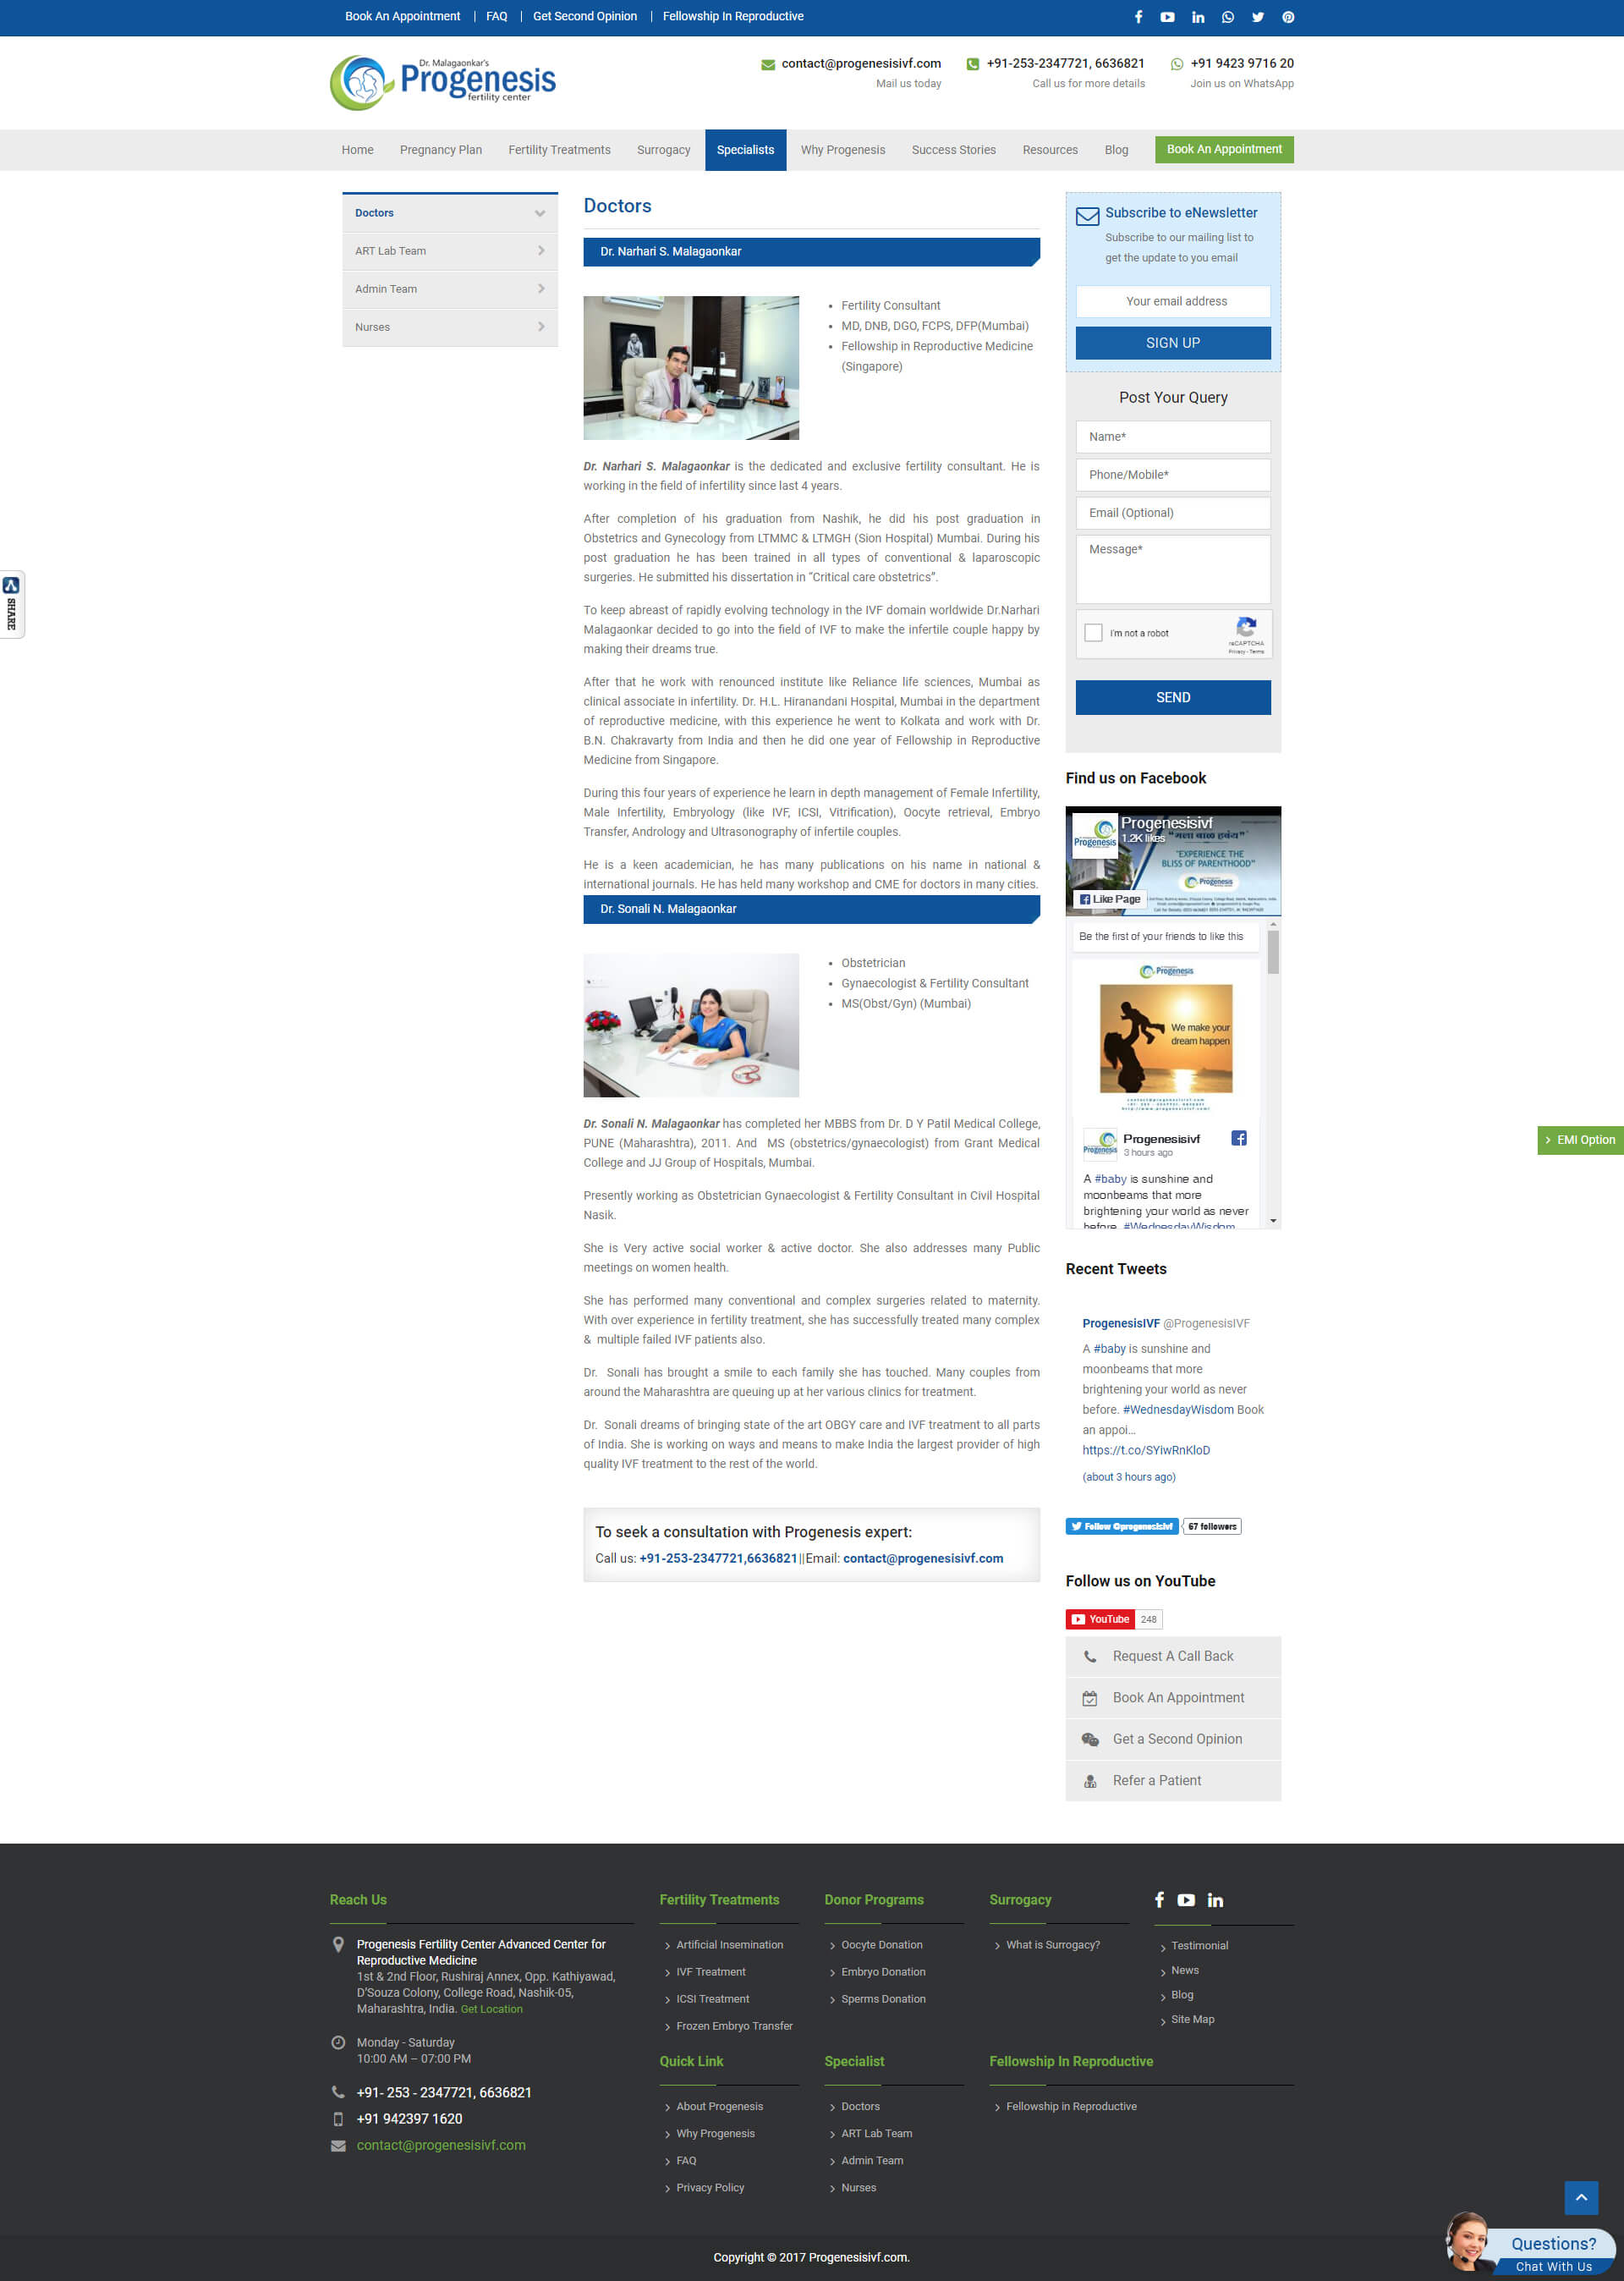 Book An Appointment | FAQ | Get Second Opinion | Fellowship In Reproductive
Dr. Malagaonkar's
Progenesis
fertility center
contact@progenesisivf.com
Mail us today
+91-253-2347721, 6636821
Call us for more details
+91 9423 9716 20
Join us on WhatsApp
Home Pregnancy Plan Fertility Treatments Surrogacy Specialists Why Progenesis Success Stories Resources Blog Book An Appointment
Doctors
ART Lab Team
Admin Team
Nurses
SHARE
Doctors
Dr. Narhari S. Malagaonkar
• Fertility Consultant
• MD, DNB, DGO, FCPS, DFP(Mumbai)
• Fellowship in Reproductive Medicine
(Singapore)
Dr. Narhari S. Malagaonkar is the dedicated and exclusive fertility consultant. He is
working in the field of infertility since last 4 years.
After completion of his graduation from Nashik, he did his post graduation in
Obstetrics and Gynecology from LTMMC & LTMGH (Sion Hospital) Mumbai. During his
post graduation he has been trained in all types of conventional & laparoscopic
surgeries. He submitted his dissertation in “Critical care obstetrics”.
To keep abreast of rapidly evolving technology in the IVF domain worldwide Dr.Narhari
Malagaonkar decided to go into the field of IVF to make the infertile couple happy by
making their dreams true.
After that he work with renounced institute like Reliance life sciences, Mumbai as
clinical associate in infertility. Dr. H.L. Hiranandani Hospital, Mumbai in the department
of reproductive medicine, with this experience he went to Kolkata and work with Dr.
B.N. Chakravarty from India and then he did one year of Fellowship in Reproductive
Medicine from Singapore.
During this four years of experience he learn in depth management of Female Infertility,
Male Infertility, Embryology (like IVF, ICSI, Vitrification), Oocyte retrieval, Embryo
Transfer, Andrology and Ultrasonography of infertile couples.
He is a keen academician, he has many publications on his name in national &
international journals. He has held many workshop and CME for doctors in many cities.
Dr. Sonali N. Malagaonkar
• Obstetrician
• Gynaecologist & Fertility Consultant
• MS(Obst/Gyn) (Mumbai)
Dr. Sonali N. Malagaonkar has completed her MBBS from Dr. D Y Patil Medical College,
PUNE (Maharashtra), 2011. And MS (obstetrics/gynaecologist) from Grant Medical
College and JJ Group of Hospitals, Mumbai.
Presently working as Obstetrician Gynaecologist & Fertility Consultant in Civil Hospital
Nasik.
She is Very active social worker & active doctor. She also addresses many Public
meetings on women health.
She has performed many conventional and complex surgeries related to maternity.
With over experience in fertility treatment, she has successfully treated many complex
& multiple failed IVF patients also.
Dr. Sonali has brought a smile to each family she has touched. Many couples from
around the Maharashtra are queuing up at her various clinics for treatment.
Dr. Sonali dreams of bringing state of the art OBGY care and IVF treatment to all parts
of India. She is working on ways and means to make India the largest provider of high
quality IVF treatment to the rest of the world.
To seek a consultation with Progenesis expert:
Call us: +91-253-2347721,6636821||Email: contact@progenesisivf.com
Subscribe to eNewsletter
Subscribe to our mailing list to
get the update to you email
Your email address
SIGN UP
Post Your Query
Name*
Phone/Mobile*
Email (Optional)
Message*
I'm not a robot
reCAPTCHA
Privacy - Terms
SEND
Find us on Facebook
Progenesisivf
1.2K likes
Progenesis
"मला बाळ हवंय"
"EXPERIENCE THE
BLISS OF PARENTHOOD"
Progenesis
Like Page
Be the first of your friends to like this
Progenesis
We make your
dream happen
contact@progenesisivf.com
http://www.progenesisivf.com/
Progenesis
Progenesisivf
3 hours ago
A #baby is sunshine and
moonbeams that more
brightening your world as never
before. #WednesdayWisdom
EMI Option
Recent Tweets
ProgenesisIVF @ProgenesisIVF
A #baby is sunshine and
moonbeams that more
brightening your world as never
before. #WednesdayWisdom Book
an appoi...
https://t.co/SYiwRnKloD
(about 3 hours ago)
Follow @progenesisivf 67 followers
Follow us on YouTube
YouTube 248
Request A Call Back
Book An Appointment
Get a Second Opinion
Refer a Patient
Reach Us
Progenesis Fertility Center Advanced Center for
Reproductive Medicine
1st & 2nd Floor, Rushiraj Annex, Opp. Kathiyawad,
D'Souza Colony, College Road, Nashik-05,
Maharashtra, India. Get Location
Monday - Saturday
10:00 AM – 07:00 PM
+91- 253 - 2347721, 6636821
+91 942397 1620
contact@progenesisivf.com
Fertility Treatments
Artificial Insemination
IVF Treatment
ICSI Treatment
Frozen Embryo Transfer
Donor Programs
Oocyte Donation
Embryo Donation
Sperms Donation
Surrogacy
What is Surrogacy?
Testimonial
News
Blog
Site Map
Quick Link
About Progenesis
Why Progenesis
FAQ
Privacy Policy
Specialist
Doctors
ART Lab Team
Admin Team
Nurses
Fellowship In Reproductive
Fellowship in Reproductive
Copyright © 2017 Progenesisivf.com.
Questions?
Chat With Us